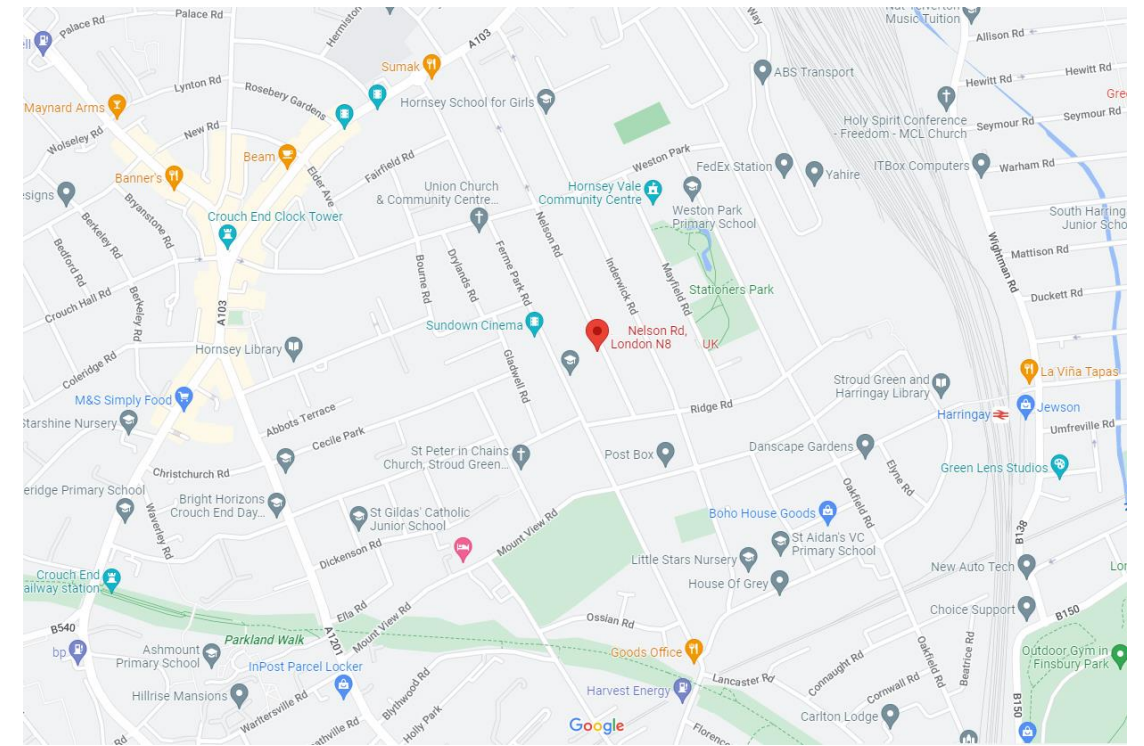 Palace Rd
Palace Rd
Hermiston
A103
Way
Music Tuition
Allison Rd
Sumak
ABS Transport
Hewitt Rd
Hewitt Rd
Lynton Rd
Rosebery Gardens
Hornsey School for Girls
Maynard Arms
Holy Spirit Conference
- Freedom - MCL Church
Seymour Rd
Seymour Rd
Wolseley Rd
New Rd
Beam
Elder Ave
Fairfield Rd
Weston Park
FedEx Station
Yahire
ITBox Computers
Warham Rd
Banner's
Bryanstone Rd
Union Church
& Community Centre...
Hornsey Vale
Community Centre
Weston Park
Primary School
Berkeley Rd
Crouch End Clock Tower
Nelson Rd
South Harring
Junior Scho
Bedford Rd
Ferme Park Rd
Wightman Rd
Mattison Rd
Bourne Rd
Drylands Rd
Inderwick Rd
Mayfield Rd
Crouch Hall Rd
Berkeley Rd
A103
Stationers Park
Duckett Rd
Sundown Cinema
Nelson Rd,
London N8 UK
Hornsey Library
Coleridge Rd
Gladwell Rd
La Viña Tapas
Stroud Green and
Harringay Library
M&S Simply Food
Abbots Terrace
Ridge Rd
Harringay
Jewson
Starshine Nursery
Cecile Park
Umfreville Rd
St Peter in Chains
Church, Stroud Green...
Post Box
Danscape Gardens
Christchurch Rd
Green Lens Studios
Elyne Rd
eridge Primary School
Bright Horizons
Crouch End Day...
Oakfield Rd
Waverley Rd
St Gildas' Catholic
Junior School
Mount View Rd
Boho House Goods
B138
St Aidan's VC
Primary School
Dickenson Rd
Little Stars Nursery
New Auto Tech
Crouch End
ailway station
House Of Grey
Ella Rd
Choice Support
B150
Ossian Rd
B540
Parkland Walk
A1201
Mount View Rd
bp
Ashmount
Primary School
Goods Office
Outdoor Gym in
Finsbury Park
InPost Parcel Locker
Connaught Rd
Oakfield Rd
Beatrice Rd
Lancaster Rd
Cornwall Rd
Hillrise Mansions
Blythwood Rd
Harvest Energy
B150
Warltersville Rd
Holly Park
Carlton Lodge
Google
Florence